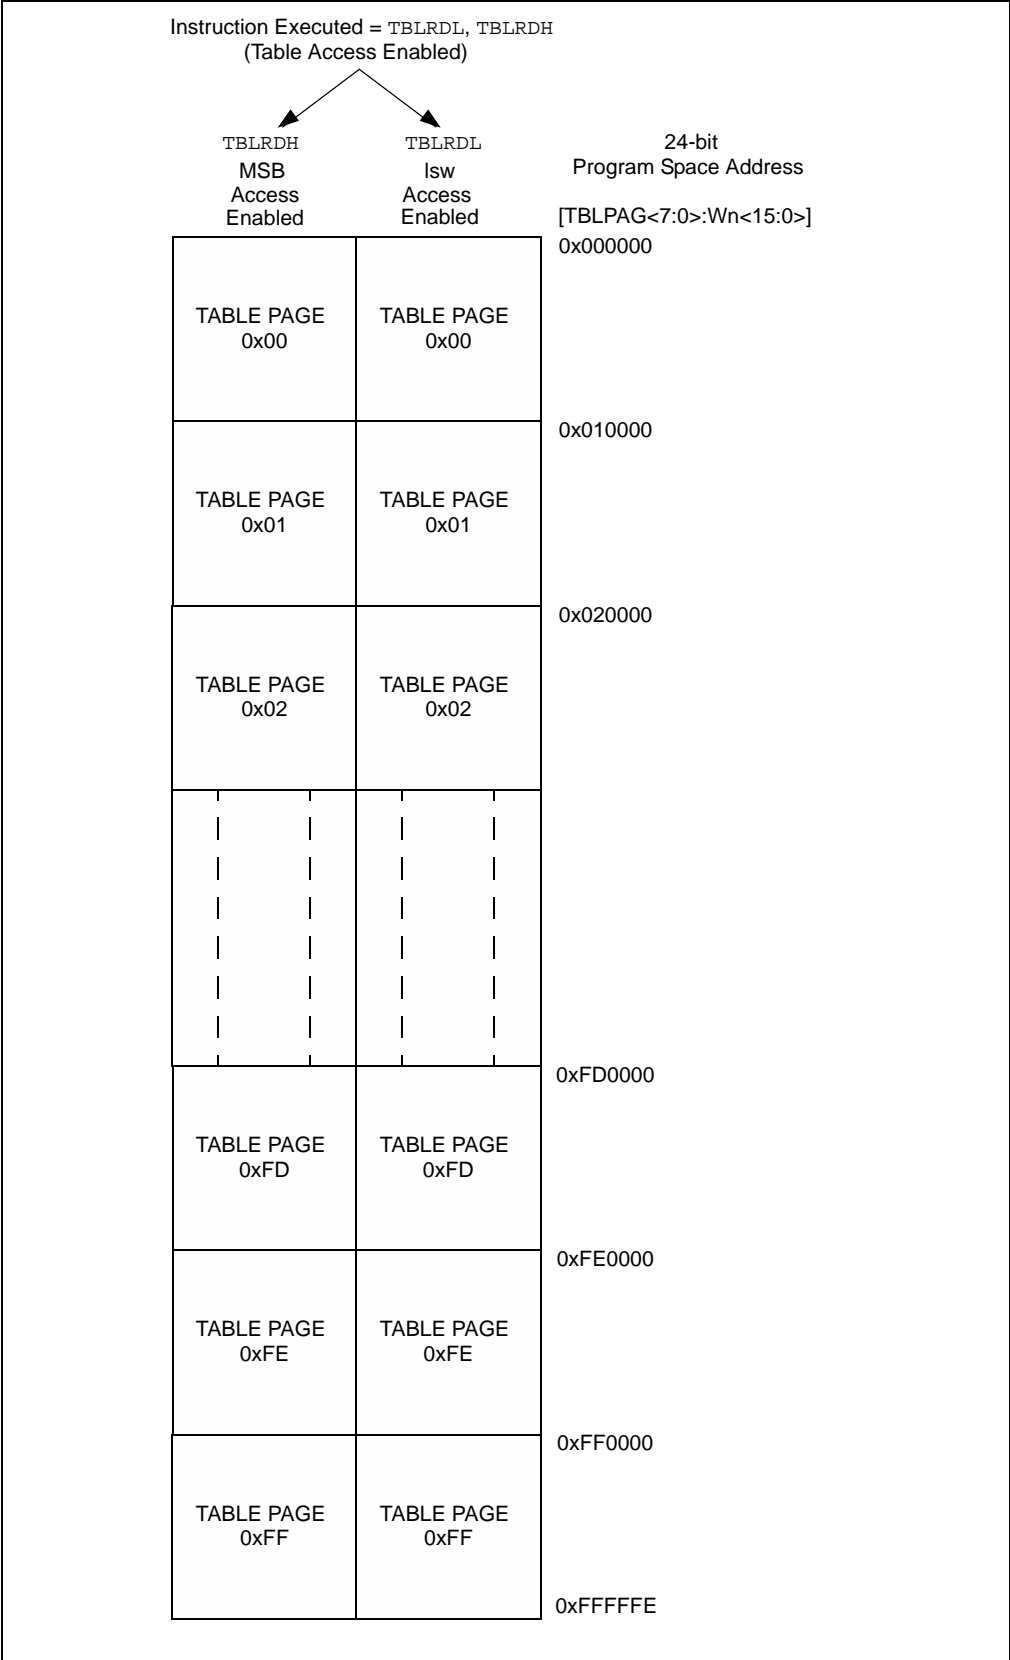 Instruction Executed = TBLRDL, TBLRDH
(Table Access Enabled)
TBLRDH
MSB
Access
Enabled
TBLRDL
lsw
Access
Enabled
24-bit
Program Space Address
[TBLPAG<7:0>:Wn<15:0>]
0x000000
TABLE PAGE
0x00
TABLE PAGE
0x00
0x010000
TABLE PAGE
0x01
TABLE PAGE
0x01
0x020000
TABLE PAGE
0x02
TABLE PAGE
0x02
0xFD0000
TABLE PAGE
0xFD
TABLE PAGE
0xFD
0xFE0000
TABLE PAGE
0xFE
TABLE PAGE
0xFE
0xFF0000
TABLE PAGE
0xFF
TABLE PAGE
0xFF
0xFFFFFE